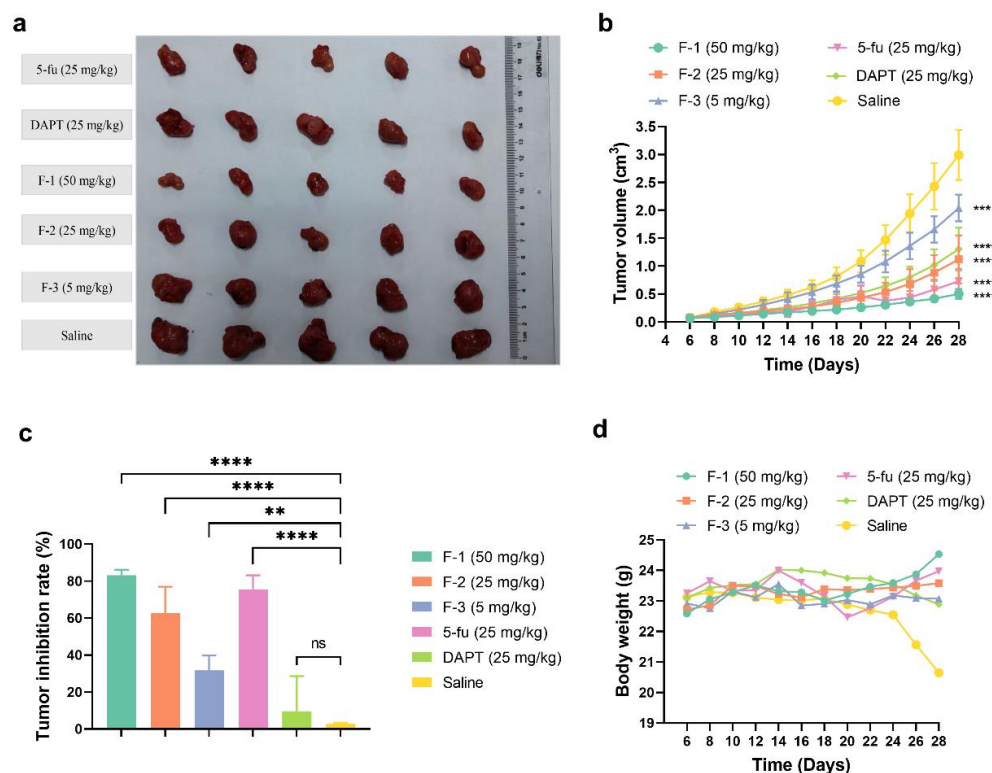 a
5-fu (25 mg/kg)
DAPT (25 mg/kg)
F-1 (50 mg/kg)
F-2 (25 mg/kg)
F-3 (5 mg/kg)
Saline
b
F-1 (50 mg/kg)
F-2 (25 mg/kg)
F-3 (5 mg/kg)
5-fu (25 mg/kg)
DAPT (25 mg/kg)
Saline
Tumor volume (cm³)
3.5
3.0
2.5
2.0
1.5
1.0
0.5
0.0
4 6 8 10 12 14 16 18 20 22 24 26 28
Time (Days)
****
****
****
****
****
c
****
****
**
****
ns
Tumor inhibition rate (%)
100
80
60
40
20
0
F-1 (50 mg/kg)
F-2 (25 mg/kg)
F-3 (5 mg/kg)
5-fu (25 mg/kg)
DAPT (25 mg/kg)
Saline
d
F-1 (50 mg/kg)
F-2 (25 mg/kg)
F-3 (5 mg/kg)
5-fu (25 mg/kg)
DAPT (25 mg/kg)
Saline
Body weight (g)
25
24
23
22
21
20
19
6 8 10 12 14 16 18 20 22 24 26 28
Time (Days)